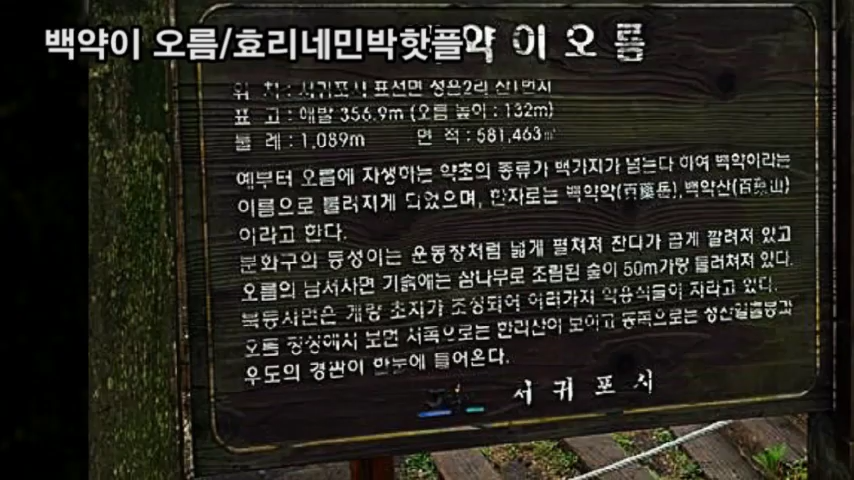 백약이 오름/효리네민박핫플
약 이 오 름
위 치 : 서귀포시 표선면 성읍2리 산1번지
표 고 : 해발 356.9m (오름 높이 : 132m)
둘 레 : 1,089m 면 적 : 581,463㎡
예부터 오름에 자생하는 약초의 종류가 백가지가 넘는다 하여 백약이라는
이름으로 불러지게 되었으며, 한자로는 백약악(百藥岳),백약산(百藥山)
이라고 한다.
분화구의 등성이는 운동장처럼 넓게 펼쳐져 잔디가 곱게 깔려져 있고
오름의 남서사면 기슭에는 삼나무로 조림된 숲이 50m가량 둘러쳐져 있다.
북동사면은 개량 초지가 조성되어 여러가지 약용식물이 자라고 있다.
오름 정상에서 보면 서쪽으로는 한라산이 보이고 동쪽으로는 성산일출봉과
우도의 경관이 한눈에 들어온다.
서 귀 포 시